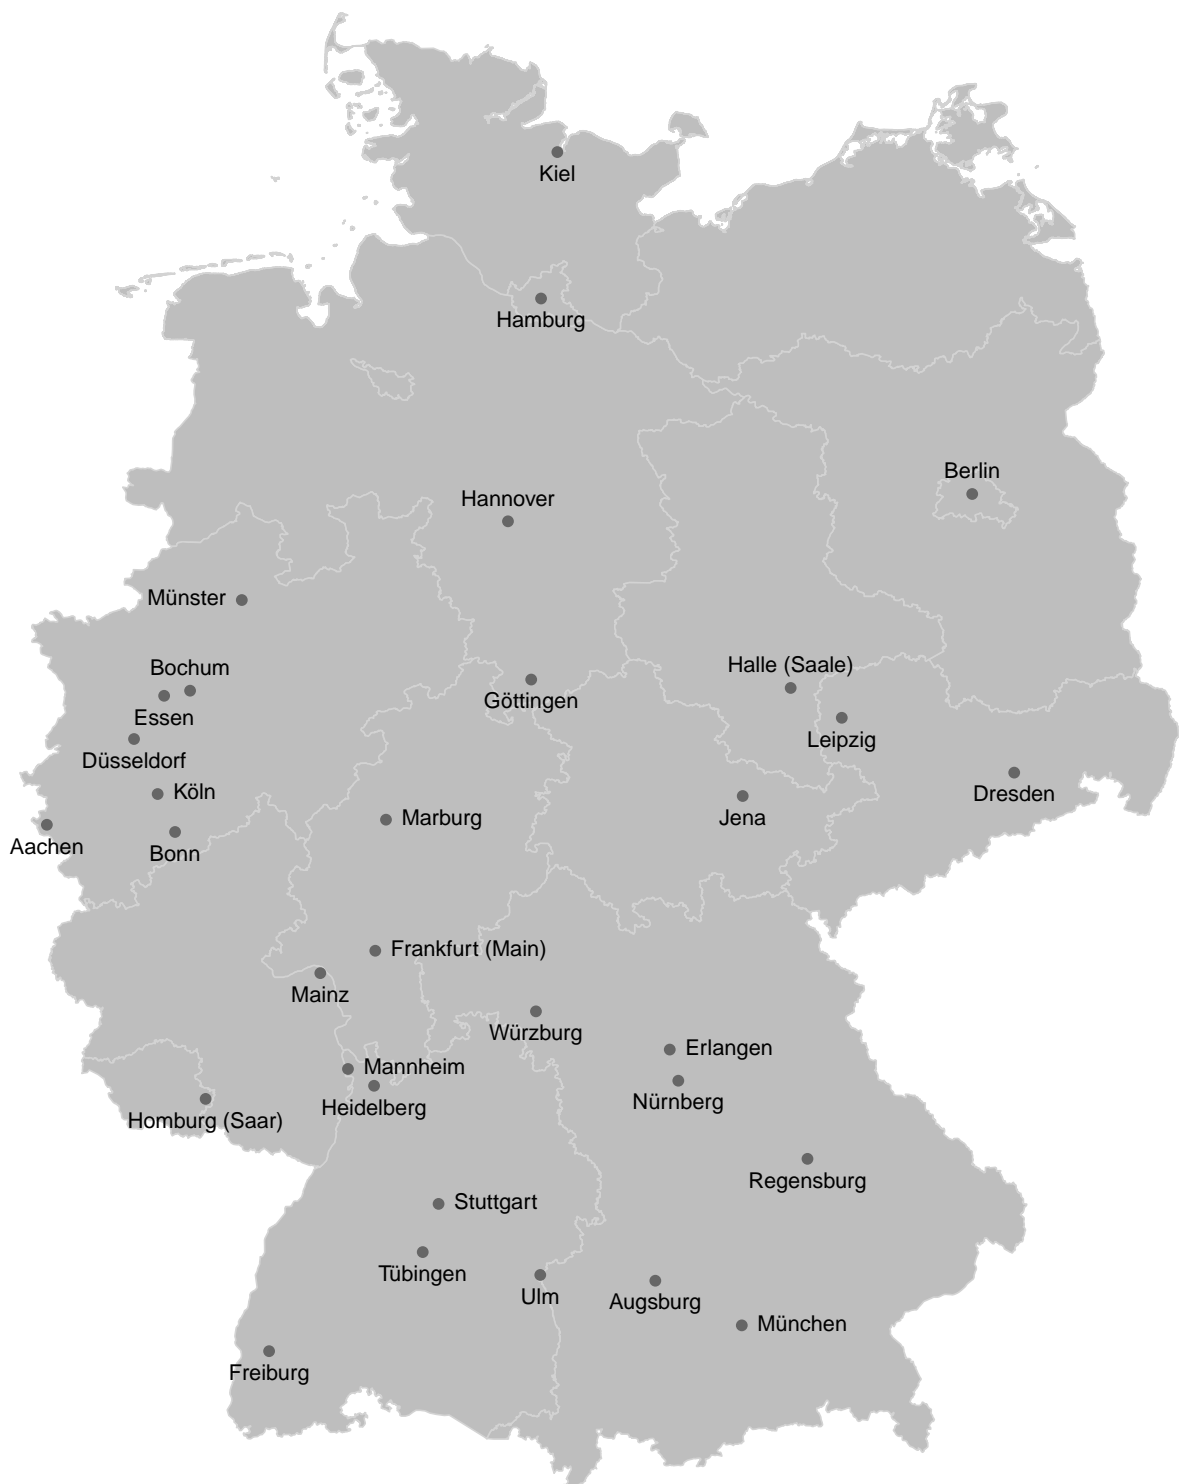 Kiel
Hamburg
Berlin
Hannover
Münster
Bochum
Halle (Saale)
Göttingen
Essen
Leipzig
Düsseldorf
Köln
Dresden
Marburg
Jena
Aachen
Bonn
Frankfurt (Main)
Mainz
Würzburg
Erlangen
Mannheim
Nürnberg
Heidelberg
Homburg (Saar)
Regensburg
Stuttgart
Tübingen
Ulm
Augsburg
München
Freiburg